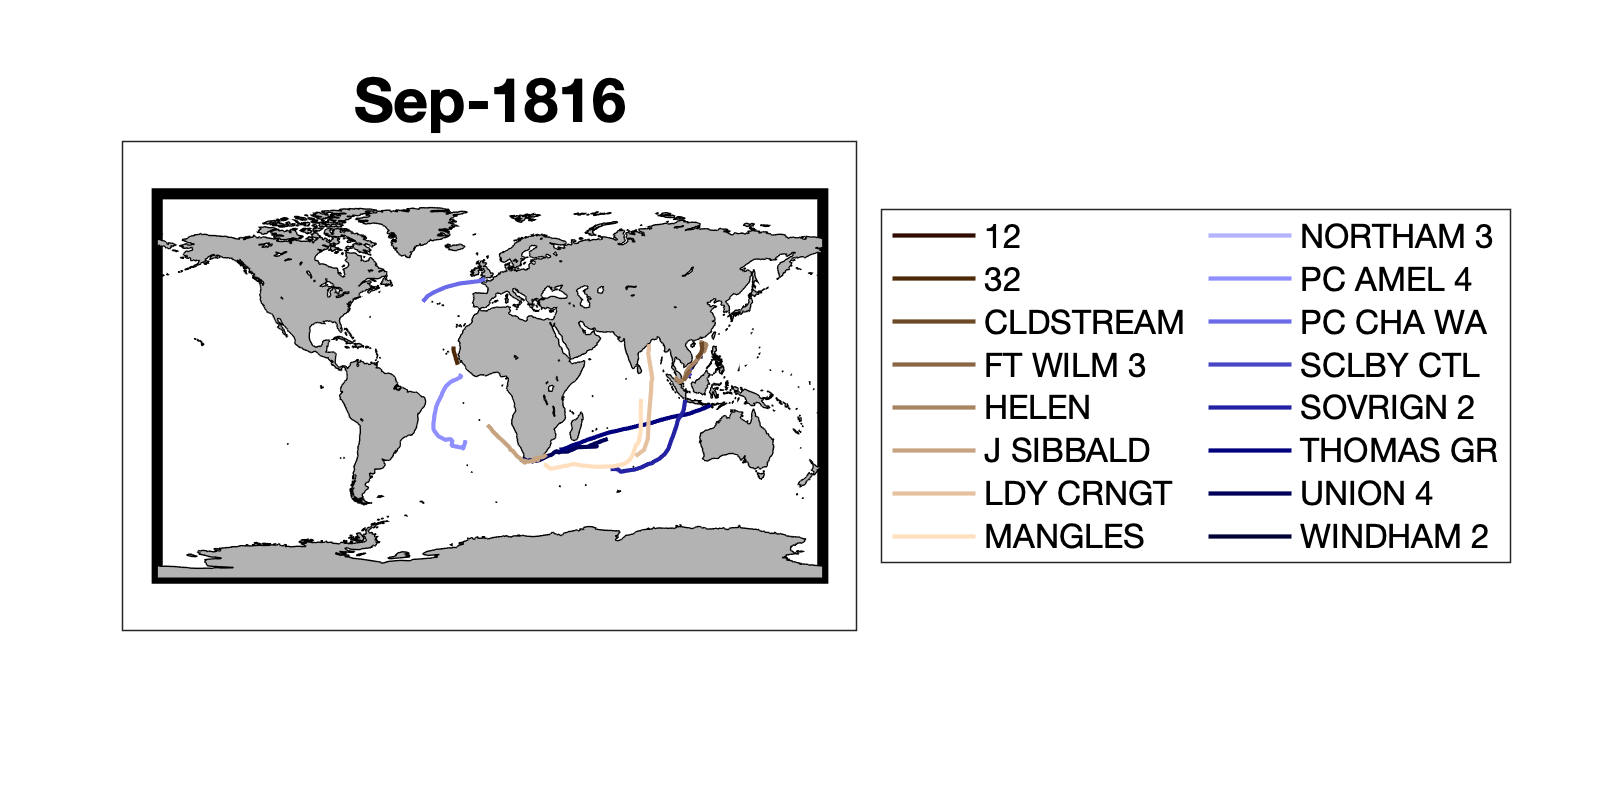 Sep-1816
12
32
CLDSTREAM
FT WILM 3
HELEN
J SIBBALD
LDY CRNGT
MANGLES
NORTHAM 3
PC AMEL 4
PC CHA WA
SCLBY CTL
SOVRIGN 2
THOMAS GR
UNION 4
WINDHAM 2